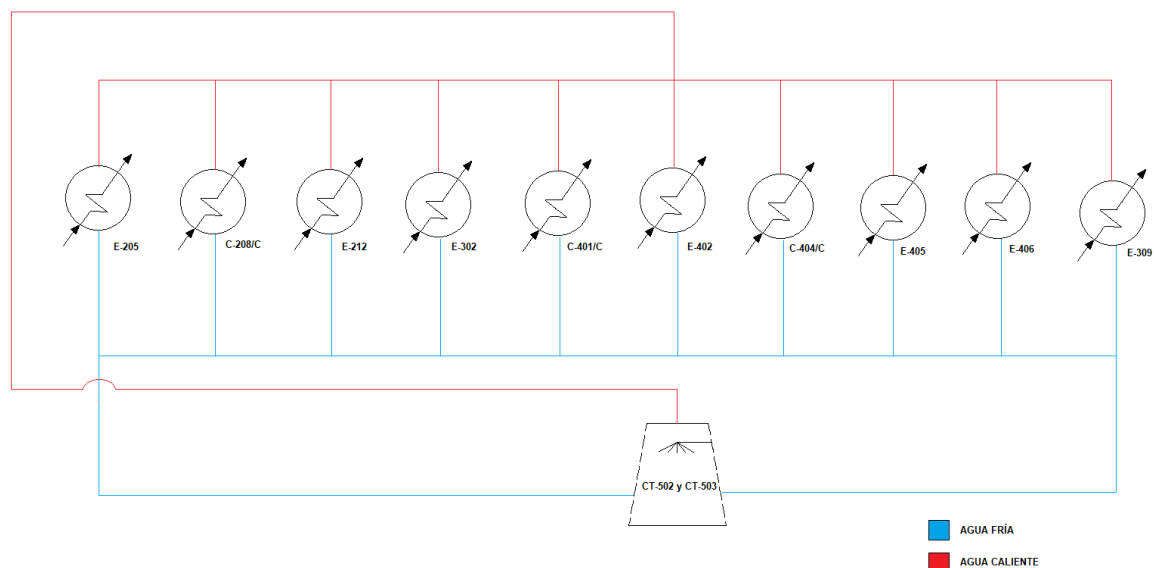 E-205
C-208/C
E-212
E-302
C-401/C
E-402
C-404/C
E-405
E-406
E-309
CT-502 y CT-503
AGUA FRÍA
AGUA CALIENTE